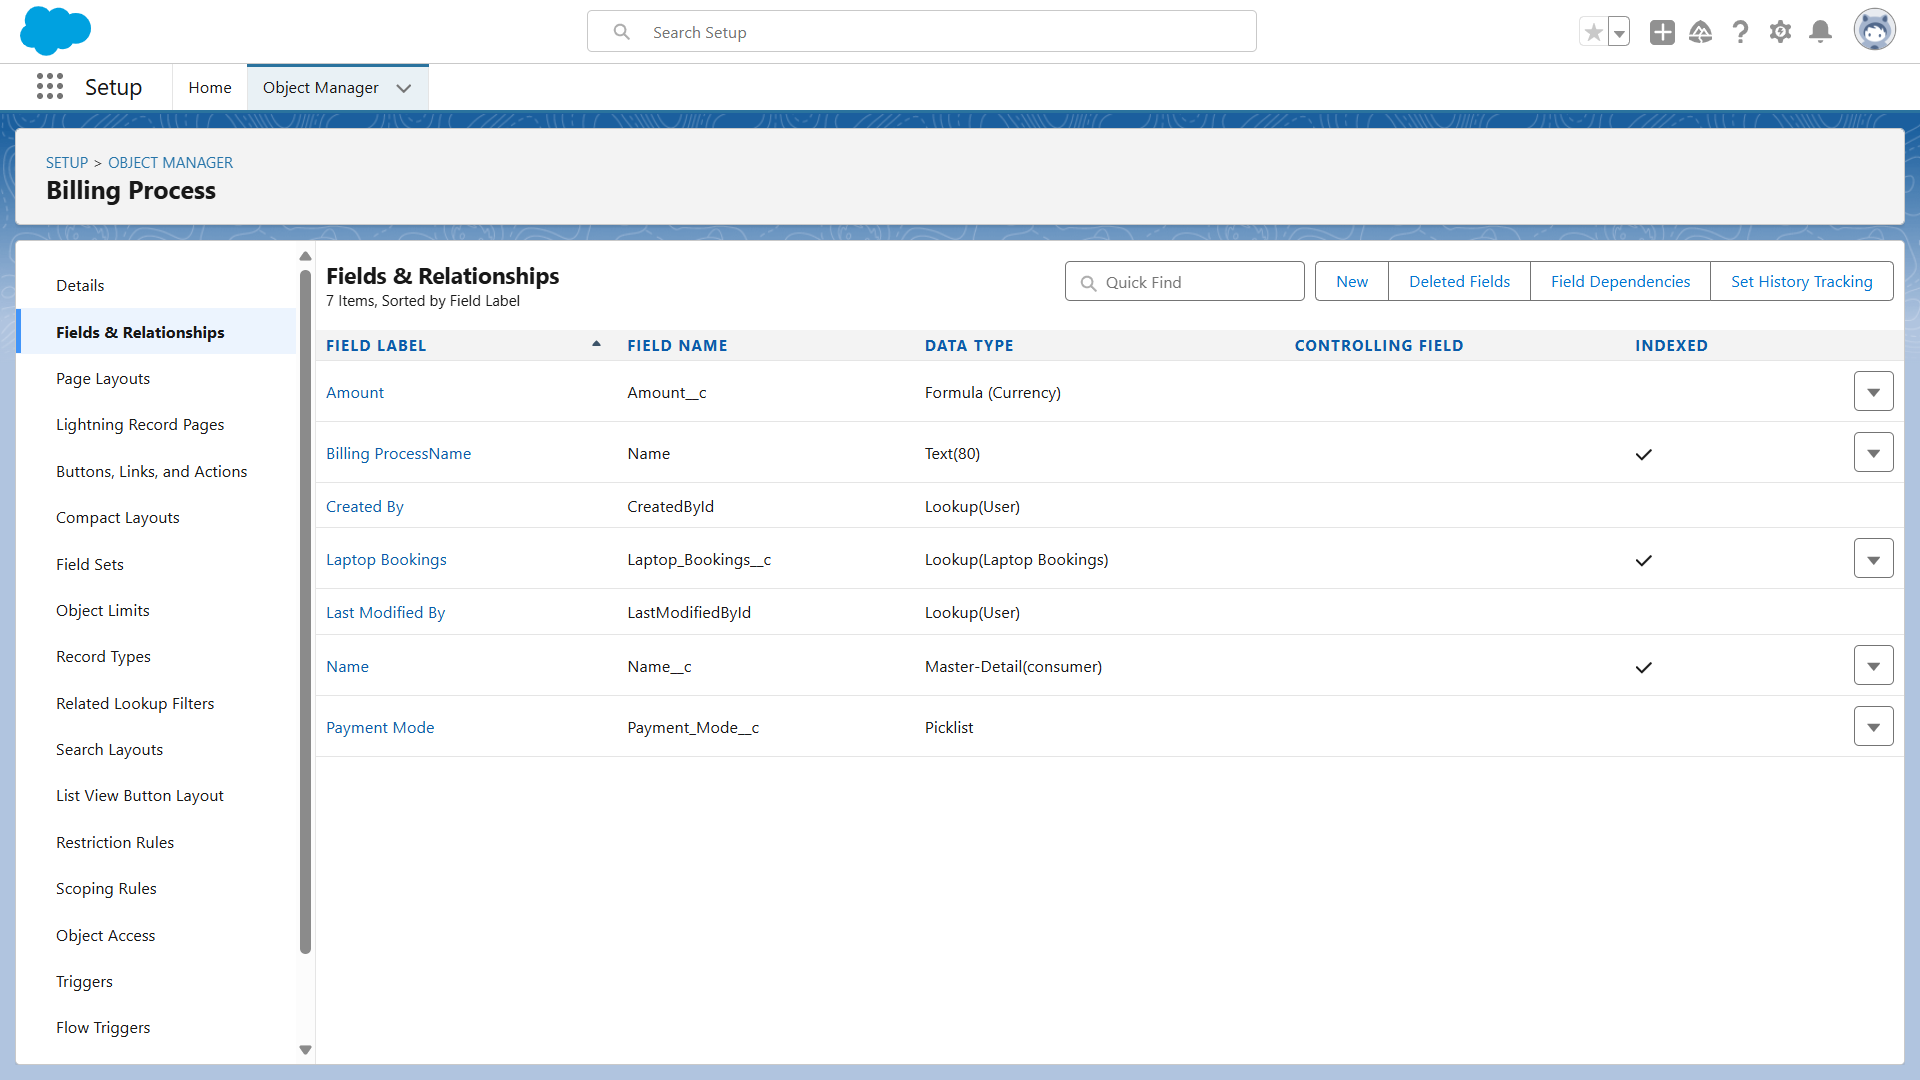 Search Setup
Setup
Home
Object Manager
SETUP > OBJECT MANAGER
Billing Process
Details
Fields & Relationships
Page Layouts
Lightning Record Pages
Buttons, Links, and Actions
Compact Layouts
Field Sets
Object Limits
Record Types
Related Lookup Filters
Search Layouts
List View Button Layout
Restriction Rules
Scoping Rules
Object Access
Triggers
Flow Triggers
Fields & Relationships
7 Items, Sorted by Field Label
Quick Find
New
Deleted Fields
Field Dependencies
Set History Tracking
FIELD LABEL FIELD NAME DATA TYPE CONTROLLING FIELD INDEXED
Amount Amount__c Formula (Currency)
Billing ProcessName Name Text(80)
Created By CreatedById Lookup(User)
Laptop Bookings Laptop_Bookings__c Lookup(Laptop Bookings)
Last Modified By LastModifiedById Lookup(User)
Name Name__c Master-Detail(consumer)
Payment Mode Payment_Mode__c Picklist